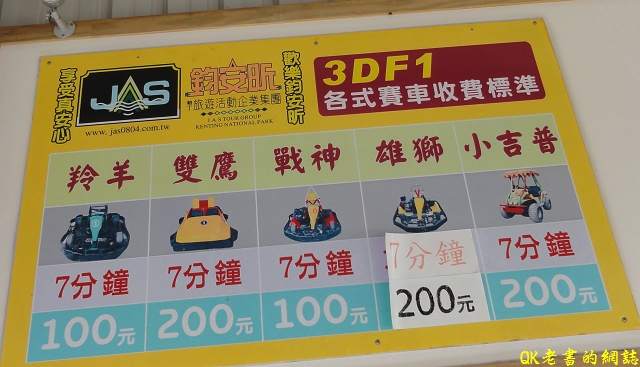 享受真安心
JAS
www.jas0804.com.tw
鈞安昕
旅遊活動企業集團
J.A.S TOUR GROUP
KENTING NATIONAL PARK
歡樂鈞安昕
3DF1
各式賽車收費標準
羚羊 雙鷹 戰神 雄獅 小吉普
7分鐘 7分鐘 7分鐘 7分鐘 7分鐘
100元 200元 100元 200元 200元
QK老書的網誌